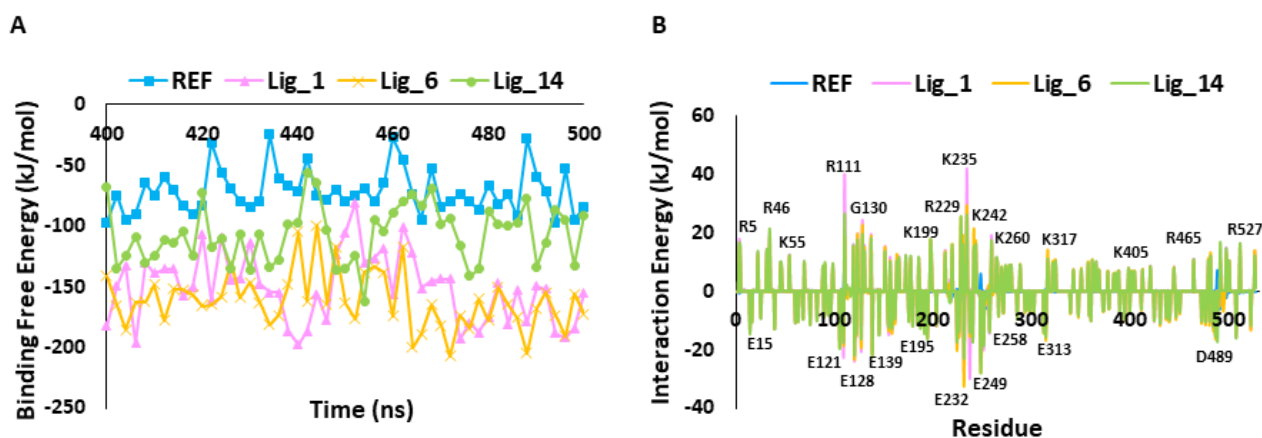 A
REF Lig_1 Lig_6 Lig_14
Binding Free Energy (kJ/mol)
0
400 420 440 460 480 500
-50
-100
-150
-200
-250
Time (ns)
B
REF Lig_1 Lig_6 Lig_14
Interaction Energy (kJ/mol)
60
40
20
0
-20
-40
K235
R111
G130
R229
K242
R46
R5
K55
K199
K260
K317
K405
R465
R527
0 100 200 300 400 500
E15
E121
E128
E139
E195
E232
E249
E258
E313
D489
Residue